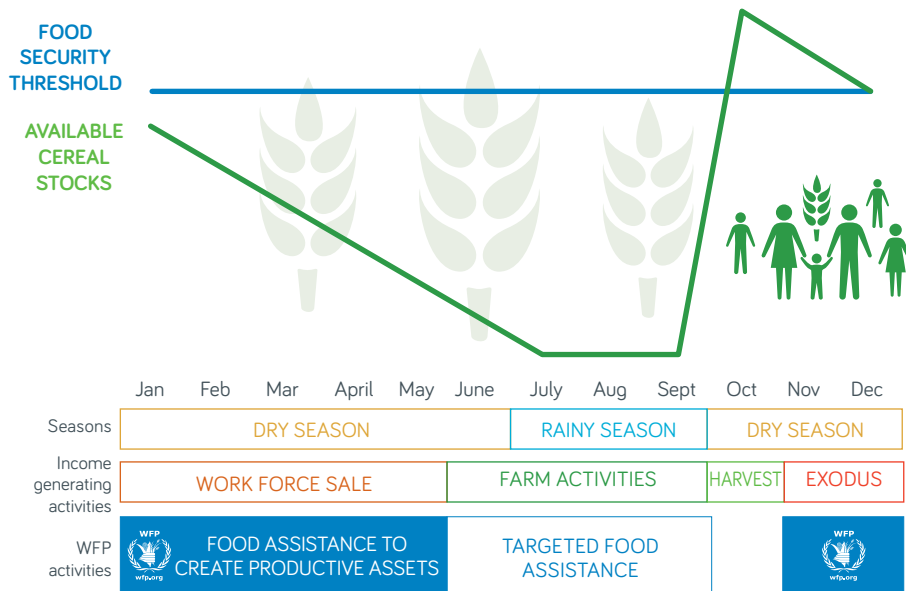 FOOD
SECURITY
THRESHOLD
AVAILABLE
CEREAL
STOCKS
Jan Feb Mar April May June July Aug Sept Oct Nov Dec
Seasons
DRY SEASON
RAINY SEASON
DRY SEASON
Income
generating
activities
WORK FORCE SALE
FARM ACTIVITIES
HARVEST
EXODUS
WFP
activities
WFP
wfp.org
FOOD ASSISTANCE TO
CREATE PRODUCTIVE ASSETS
TARGETED FOOD
ASSISTANCE
WFP
wfp.org